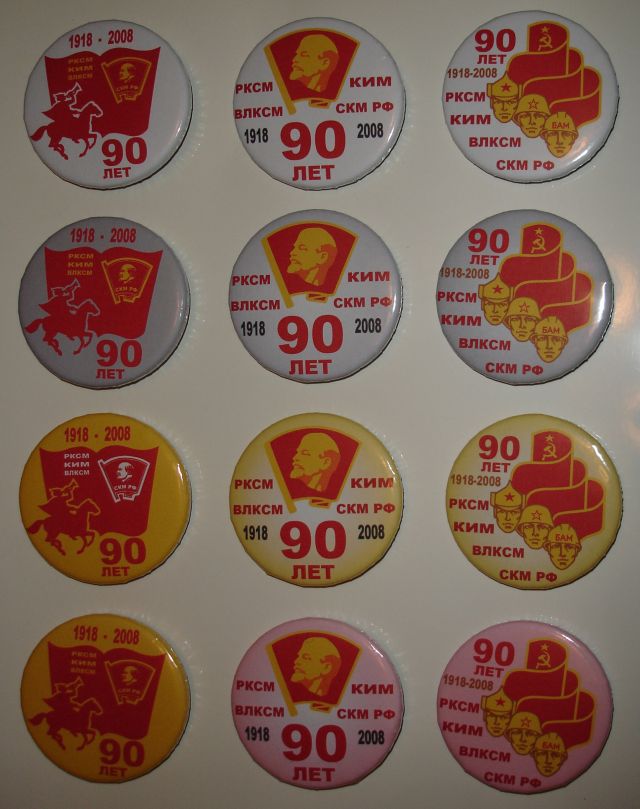 1918 - 2008
РКСМ
КИМ
ВЛКСМ
СКМ РФ
90
ЛЕТ
РКСМ КИМ
ВЛКСМ СКМ РФ
1918 90 2008
ЛЕТ
90
ЛЕТ
1918-2008
РКСМ
КИМ
БАМ
ВЛКСМ
СКМ РФ
1918 - 2008
РКСМ
КИМ
ВЛКСМ
СКМ РФ
90
ЛЕТ
РКСМ КИМ
ВЛКСМ СКМ РФ
1918 90 2008
ЛЕТ
90
ЛЕТ
1918-2008
РКСМ
КИМ
БАМ
ВЛКСМ
СКМ РФ
1918 - 2008
РКСМ
КИМ
ВЛКСМ
СКМ РФ
90
ЛЕТ
РКСМ КИМ
ВЛКСМ СКМ РФ
1918 90 2008
ЛЕТ
90
ЛЕТ
1918-2008
РКСМ
КИМ
БАМ
ВЛКСМ
СКМ РФ
1918 - 2008
РКСМ
КИМ
ВЛКСМ
СКМ РФ
90
ЛЕТ
РКСМ КИМ
ВЛКСМ СКМ РФ
1918 90 2008
ЛЕТ
90
ЛЕТ
1918-2008
РКСМ
КИМ
БАМ
ВЛКСМ
СКМ РФ